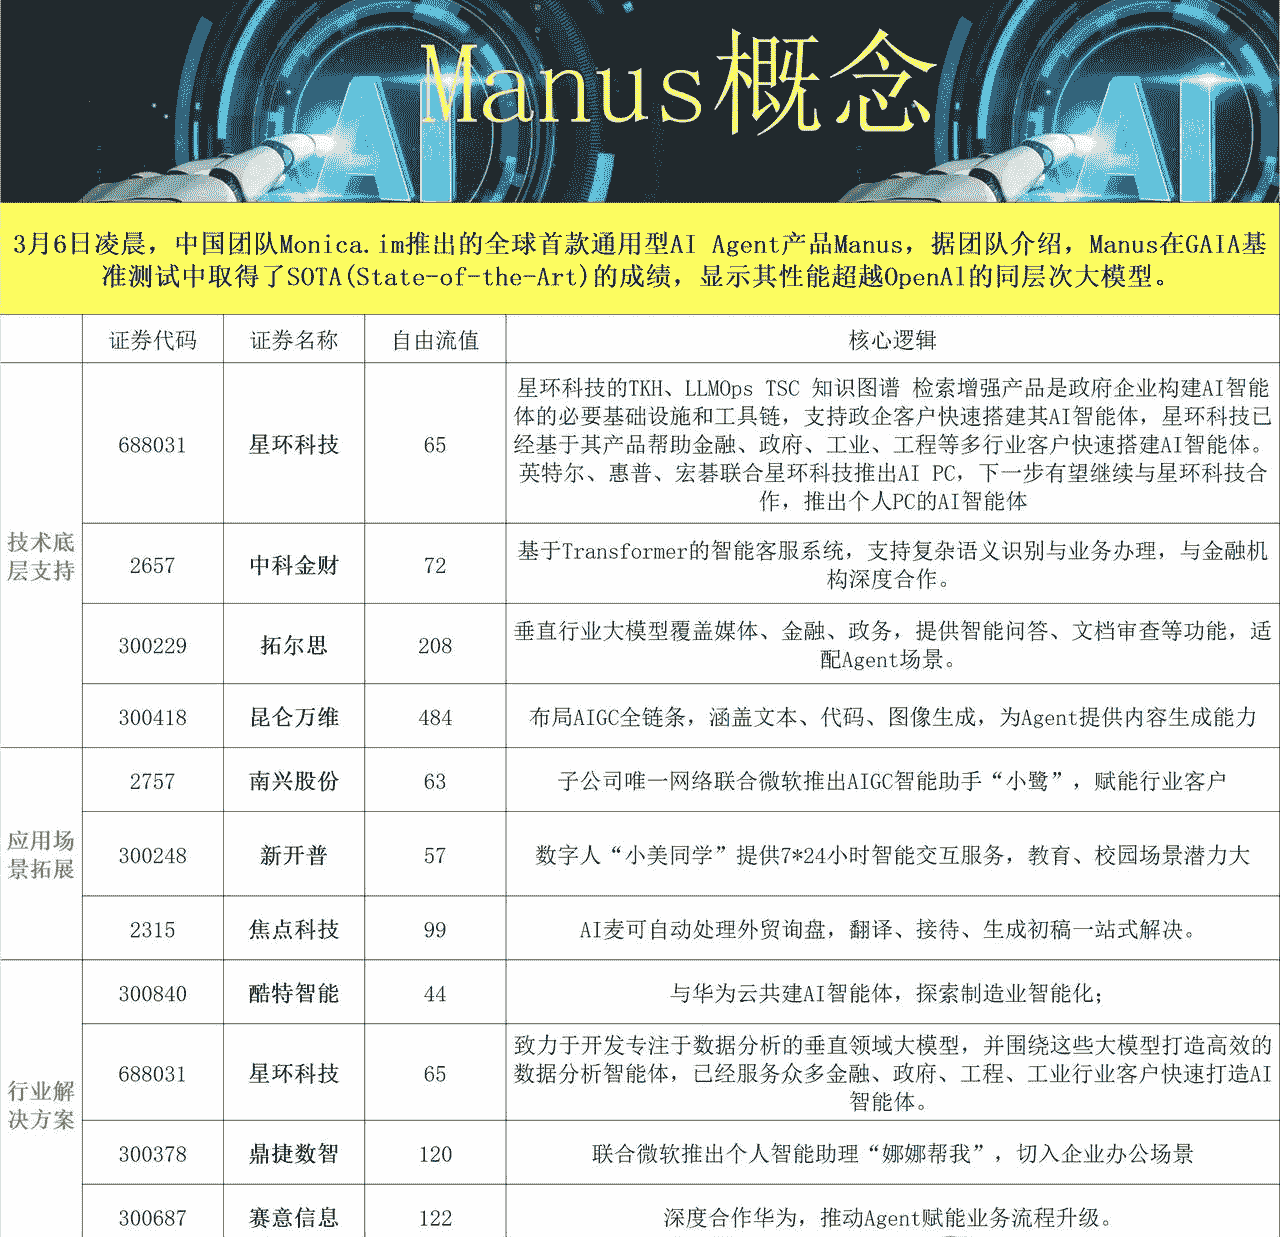 Manus概念
3月6日凌晨，中国团队Monica.im推出的全球首款通用型AI Agent产品Manus，据团队介绍，Manus在GAIA基
准测试中取得了SOTA(State-of-the-Art)的成绩，显示其性能超越OpenAl的同层次大模型。
证券代码 证券名称 自由流值 核心逻辑
技术底
层支持
688031 星环科技 65
星环科技的TKH、LLMOps TSC 知识图谱 检索增强产品是政府企业构建AI智能
体的必要基础设施和工具链，支持政企客户快速搭建其AI智能体，星环科技已
经基于其产品帮助金融、政府、工业、工程等多行业客户快速搭建AI智能体。
英特尔、惠普、宏碁联合星环科技推出AI PC，下一步有望继续与星环科技合
作，推出个人PC的AI智能体
2657 中科金财 72
基于Transformer的智能客服系统，支持复杂语义识别与业务办理，与金融机
构深度合作。
300229 拓尔思 208
垂直行业大模型覆盖媒体、金融、政务，提供智能问答、文档审查等功能，适
配Agent场景。
300418 昆仑万维 484 布局AIGC全链条，涵盖文本、代码、图像生成，为Agent提供内容生成能力
应用场
景拓展
2757 南兴股份 63 子公司唯一网络联合微软推出AIGC智能助手“小鹭”，赋能行业客户
300248 新开普 57 数字人“小美同学”提供7*24小时智能交互服务，教育、校园场景潜力大
2315 焦点科技 99 AI麦可自动处理外贸询盘，翻译、接待、生成初稿一站式解决。
行业解
决方案
300840 酷特智能 44 与华为云共建AI智能体，探索制造业智能化；
688031 星环科技 65
致力于开发专注于数据分析的垂直领域大模型，并围绕这些大模型打造高效的
数据分析智能体，已经服务众多金融、政府、工程、工业行业客户快速打造AI
智能体。
300378 鼎捷数智 120 联合微软推出个人智能助理“娜娜帮我”，切入企业办公场景
300687 赛意信息 122 深度合作华为，推动Agent赋能业务流程升级。